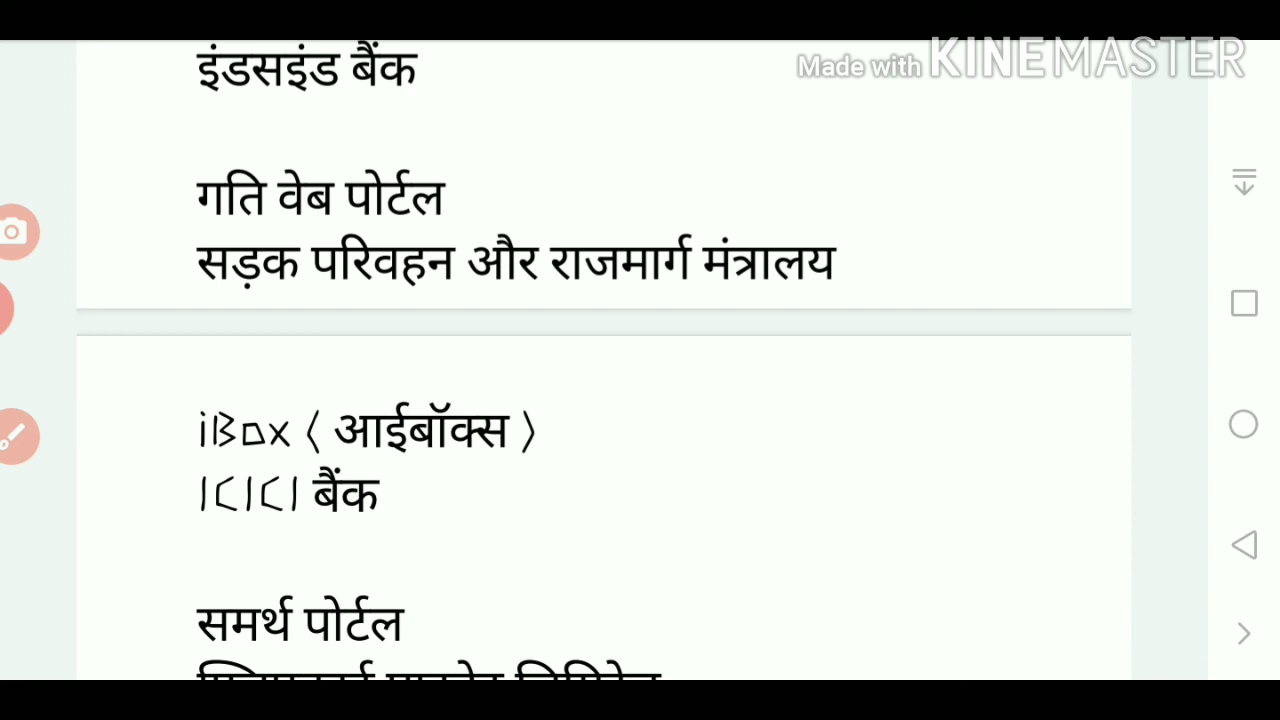 इंडसइंड बैंक
Made with KINEMASTER
गति वेब पोर्टल
सड़क परिवहन और राजमार्ग मंत्रालय
iBox ( आईबॉक्स )
ICICI बैंक
समर्थ पोर्टल